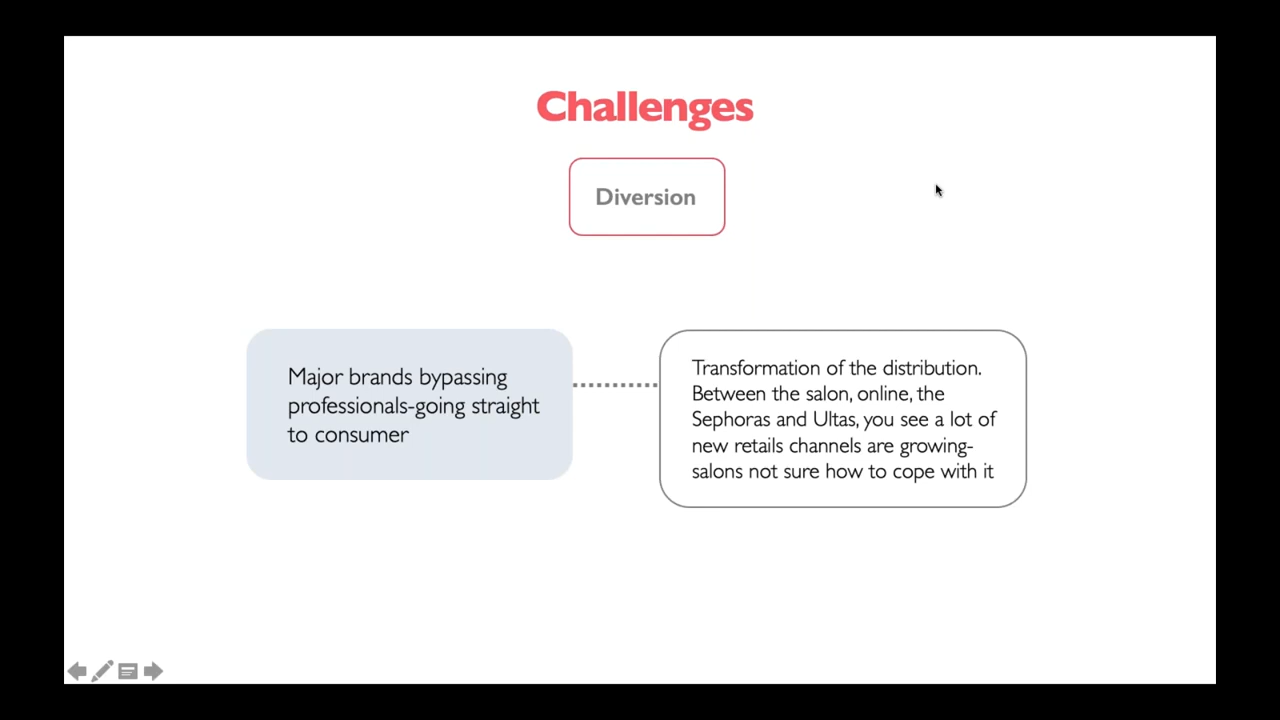 Challenges
Diversion
Major brands bypassing
professionals-going straight
to consumer
Transformation of the distribution.
Between the salon, online, the
Sephoras and Ultas, you see a lot of
new retails channels are growing-
salons not sure how to cope with it